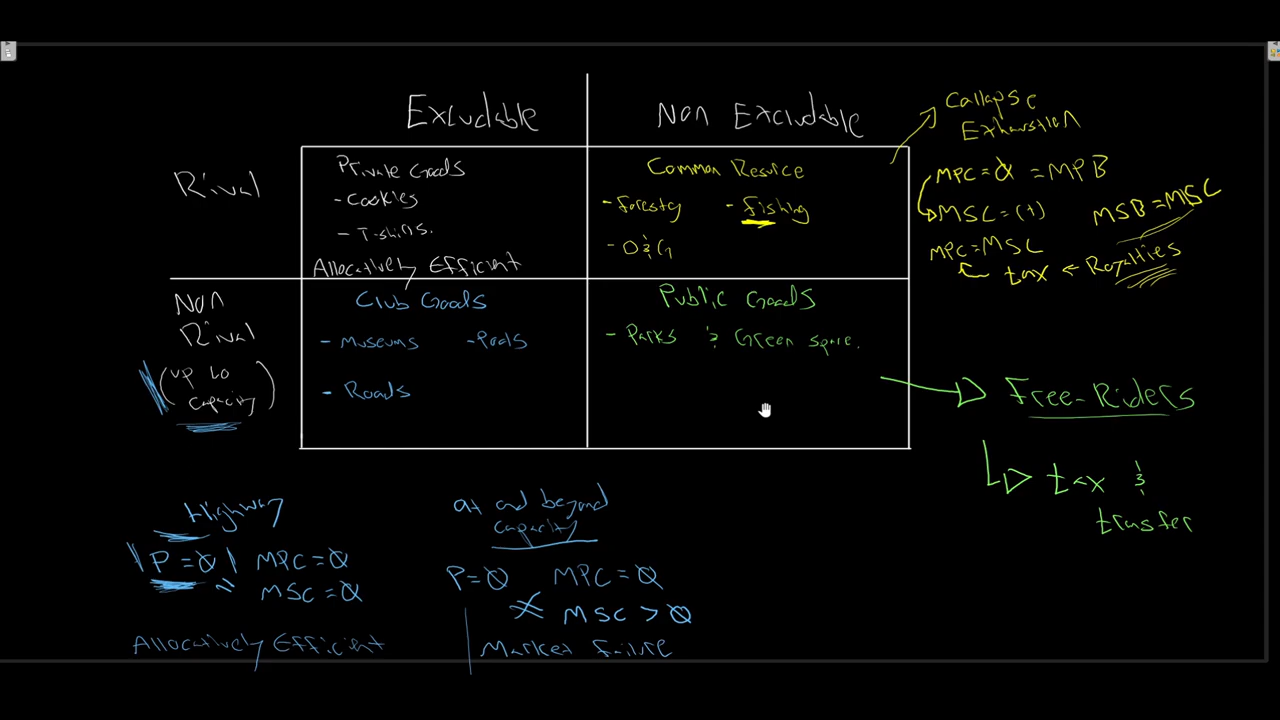 Exludable
Non Excludable
Rival
Private Goods
- Cookies
- T-shirts.
Allocatively Efficient
Common Resource
- Forestry - fishing
- O & G
Collapse
Exhaustion
MPC = 0 = MPB
MSC = (+) MSB = MSC
MPC = MSC
tax ← Royalties
Non
Rival
(up to
capacity)
Club Goods
- Museums - Pools
- Roads
Public Goods
- Parks & Green space.
Free-Riders
tax &
transfer
Highway
P = 0 MPC = 0
MSC = 0
Allocatively Efficient
at and beyond
capacity
P = 0 MPC = 0
MSC > 0
Market failure